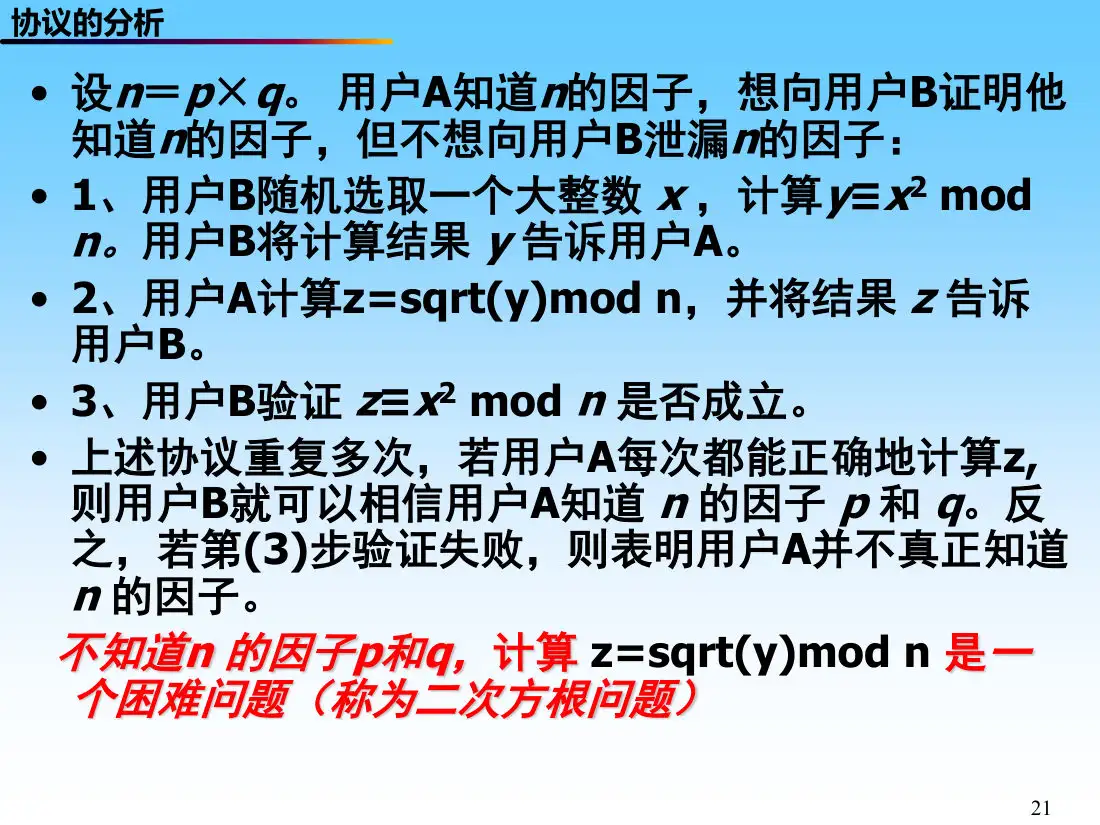 协议的分析
• 设n＝p×q。 用户A知道n的因子，想向用户B证明他
知道n的因子，但不想向用户B泄漏n的因子：
• 1、用户B随机选取一个大整数 x ，计算y≡x² mod
n。用户B将计算结果 y 告诉用户A。
• 2、用户A计算z=sqrt(y)mod n，并将结果 z 告诉
用户B。
• 3、用户B验证 z≡x² mod n 是否成立。
• 上述协议重复多次，若用户A每次都能正确地计算z,
则用户B就可以相信用户A知道 n 的因子 p 和 q。反
之，若第(3)步验证失败，则表明用户A并不真正知道
n 的因子。
不知道n 的因子p和q，计算 z=sqrt(y)mod n 是一
个困难问题（称为二次方根问题）
21